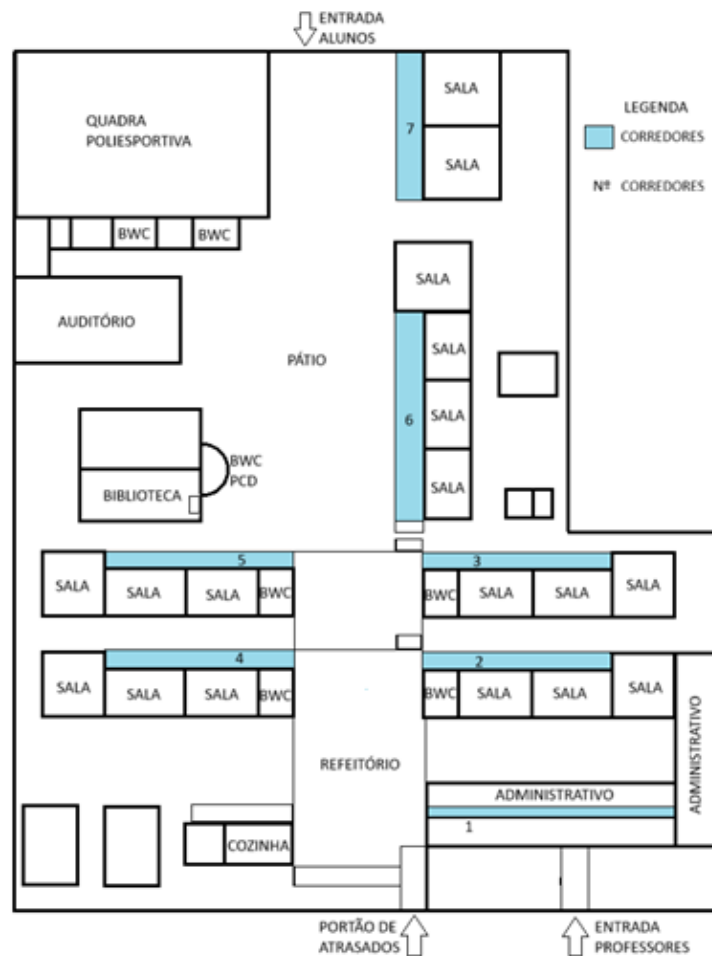 ENTRADA
ALUNOS
QUADRA
POLIESPORTIVA
SALA
7
SALA
LEGENDA
CORREDORES
Nº CORREDORES
BWC
BWC
SALA
AUDITÓRIO
PÁTIO
SALA
SALA
6
SALA
BWC
PCD
BIBLIOTECA
5
3
SALA
SALA
SALA
BWC
BWC
SALA
SALA
SALA
4
2
SALA
SALA
SALA
BWC
BWC
SALA
SALA
SALA
ADMINISTRATIVO
REFEITÓRIO
ADMINISTRATIVO
1
COZINHA
PORTÃO DE
ATRASADOS
ENTRADA
PROFESSORES